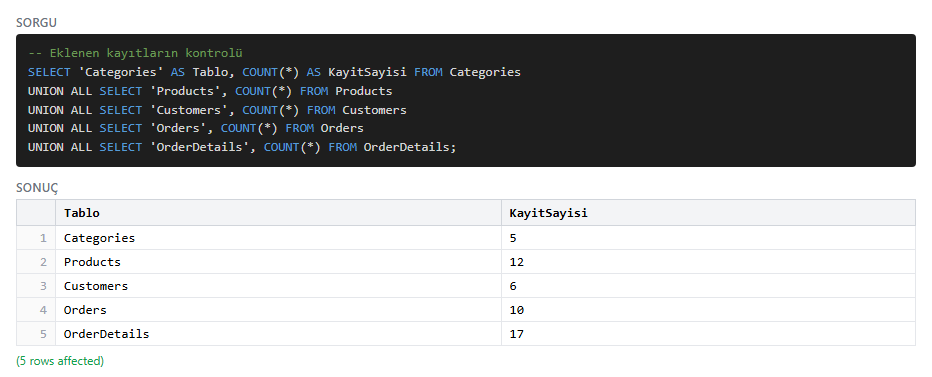 SORGU
-- Eklenen kayıtların kontrolü
SELECT 'Categories' AS Tablo, COUNT(*) AS KayitSayisi FROM Categories
UNION ALL SELECT 'Products', COUNT(*) FROM Products
UNION ALL SELECT 'Customers', COUNT(*) FROM Customers
UNION ALL SELECT 'Orders', COUNT(*) FROM Orders
UNION ALL SELECT 'OrderDetails', COUNT(*) FROM OrderDetails;
SONUÇ
Tablo KayitSayisi
1 Categories 5
2 Products 12
3 Customers 6
4 Orders 10
5 OrderDetails 17
(5 rows affected)